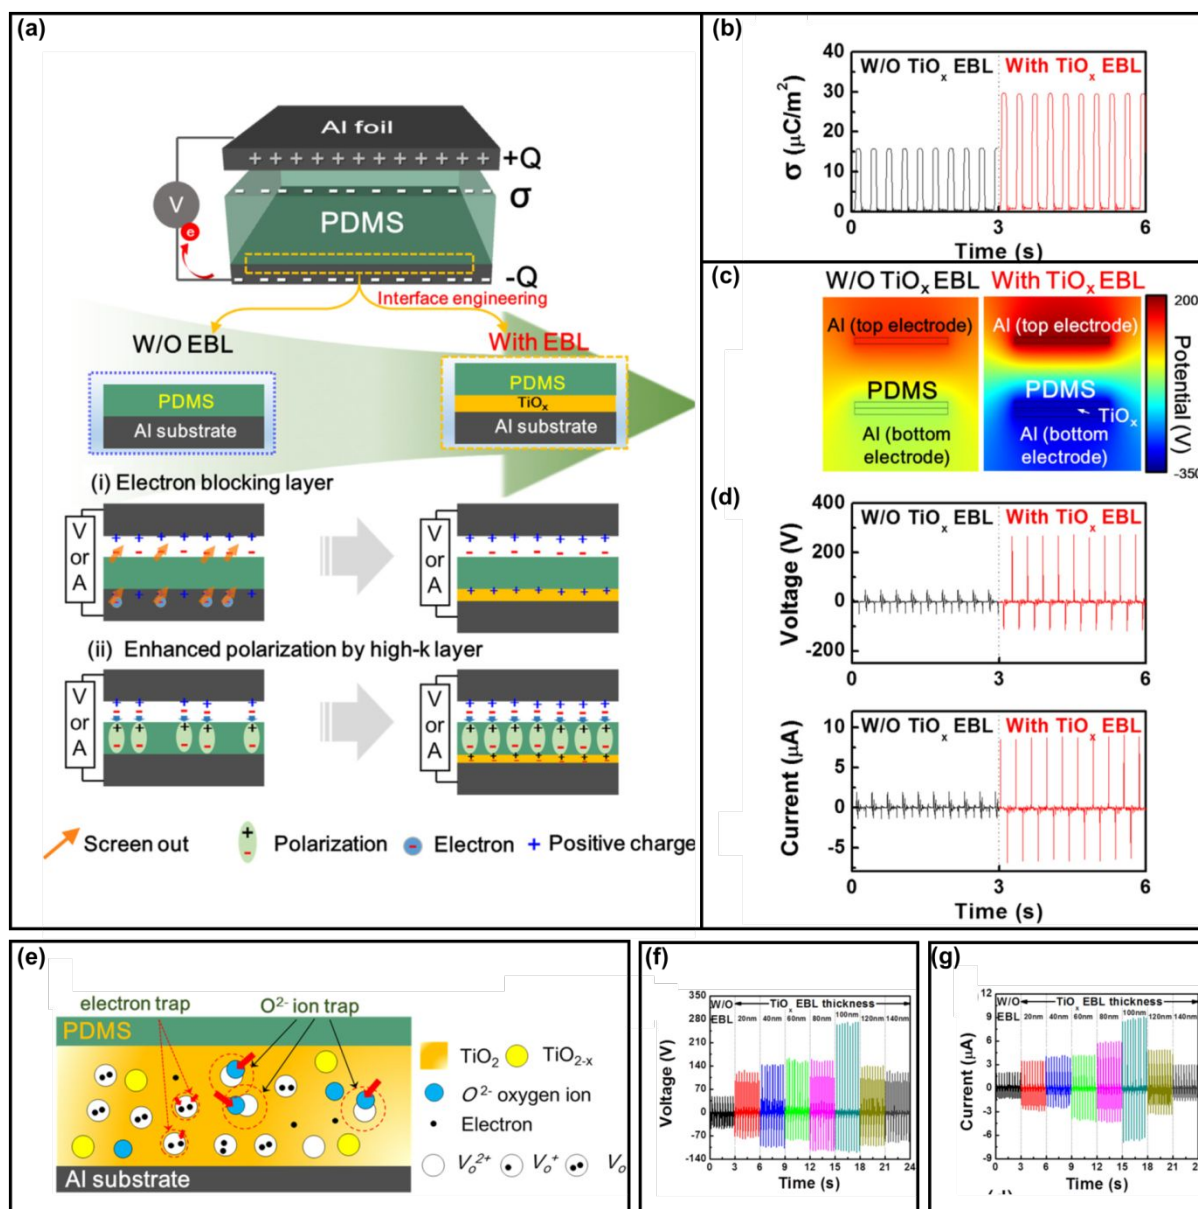 (a)
Al foil
+ + + + + + + + + + + + +
+Q
σ
V
e
PDMS
-Q
Interface engineering
W/O EBL
With EBL
PDMS
Al substrate
PDMS
TiOx
Al substrate
(i) Electron blocking layer
V
or
A
V
or
A
(ii) Enhanced polarization by high-k layer
V
or
A
V
or
A
Screen out
Polarization
Electron
+ Positive charge
(b)
W/O TiOx EBL
With TiOx EBL
40
30
20
10
0
σ (μC/m2)
0 3 6
Time (s)
(c)
W/O TiOx EBL
With TiOx EBL
Al (top electrode)
Al (top electrode)
PDMS
PDMS
TiOx
Al (bottom
electrode)
Al (bottom
electrode)
200
-350
Potential (V)
(d)
W/O TiOx EBL
With TiOx EBL
400
200
0
-200
Voltage (V)
0 3 6
W/O TiOx EBL
With TiOx EBL
10
5
0
-5
Current (μA)
0 3 6
Time (s)
(e)
electron trap
O2- ion trap
PDMS
Al substrate
TiO2
TiO2-x
O2- oxygen ion
Electron
Vo2+
Vo+
Vo
(f)
W/O
EBL
TiOx EBL thickness
20nm 40nm 60nm 80nm 100nm 120nm 140nm
350
280
210
140
70
0
-70
-140
Voltage (V)
0 3 6 9 12 15 18 21 24
Time (s)
(g)
W/O
EBL
TiOx EBL thickness
20nm 40nm 60nm 80nm 100nm 120nm 140nm
12
9
6
3
0
-3
-6
-9
Current (μA)
0 3 6 9 12 15 18 21 2
Time (s)